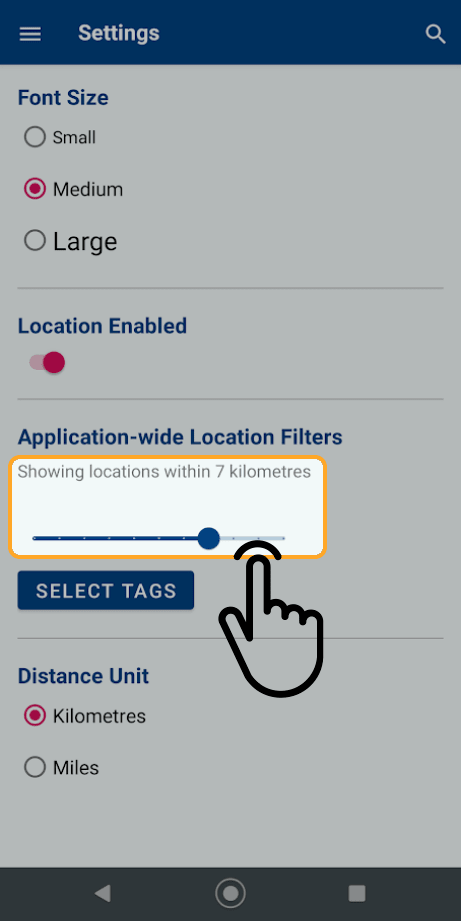 Settings
Font Size
Small
Medium
Large
Location Enabled
Application-wide Location Filters
Showing locations within 7 kilometres
SELECT TAGS
Distance Unit
Kilometres
Miles